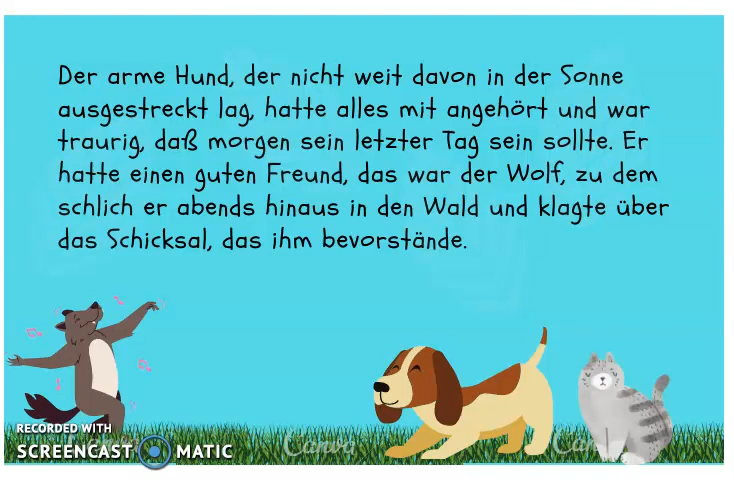 Der arme Hund, der nicht weit davon in der Sonne
ausgestreckt lag, hatte alles mit angehört und war
traurig, daß morgen sein letzter Tag sein sollte. Er
hatte einen guten Freund, das war der Wolf, zu dem
schlich er abends hinaus in den Wald und klagte über
das Schicksal, das ihm bevorstände.
RECORDED WITH
SCREENCAST MATIC
Canva